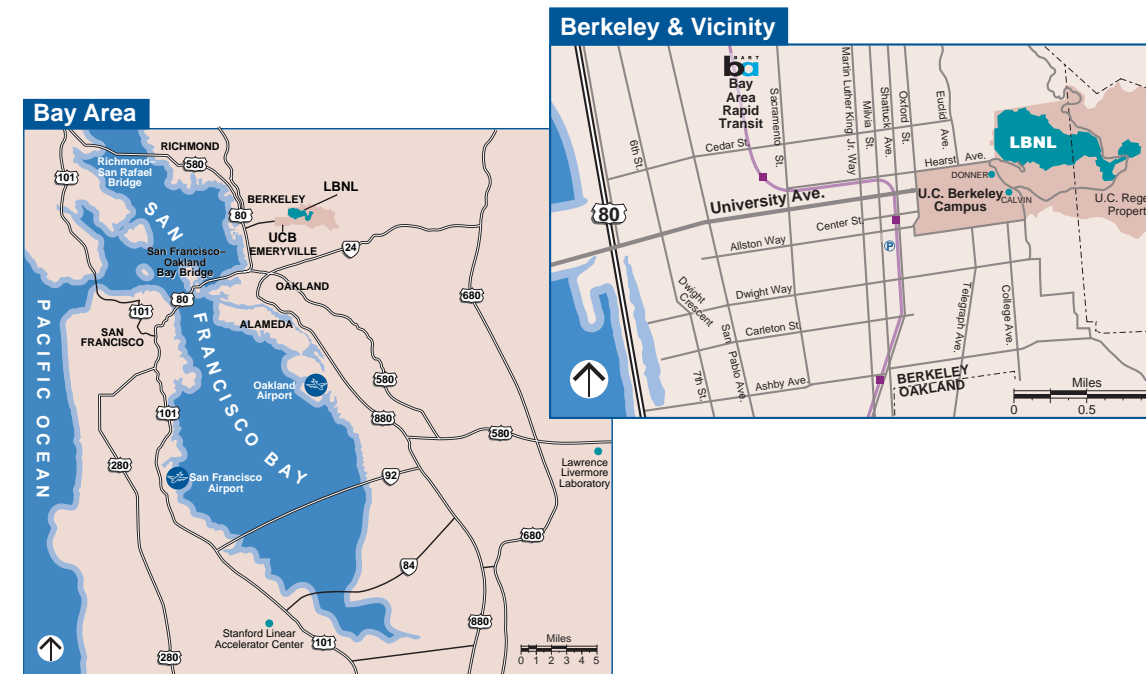 Berkeley & Vicinity
BART
ba
Bay
Area
Rapid
Transit
6th St.
Cedar St.
Sacramento St.
Martin Luther King Jr. Way
Milvia St.
Shattuck Ave.
Oxford St.
Euclid Ave.
Hearst Ave.
LBNL
DONNER
CALVIN
U.C. Berkeley
Campus
U.C. Rege
Propert
University Ave.
80
Center St.
Allston Way
P
Dwight Way
Dwight
Crescent
Carleton St.
San Pablo Ave.
7th St.
Ashby Ave.
Telegraph Ave.
College Ave.
BERKELEY
OAKLAND
Miles
0 0.5
Bay Area
RICHMOND
Richmond–
San Rafael
Bridge
580
101
LBNL
BERKELEY
80
UCB
EMERYVILLE
24
San Francisco–
Oakland
Bay Bridge
OAKLAND
80
680
101
ALAMEDA
SAN
FRANCISCO
SAN FRANCISCO BAY
PACIFIC OCEAN
Oakland
Airport
580
101
880
580
280
92
Lawrence
Livermore
Laboratory
San Francisco
Airport
680
84
Stanford Linear
Accelerator Center
880
101
280
Miles
0 1 2 3 4 5